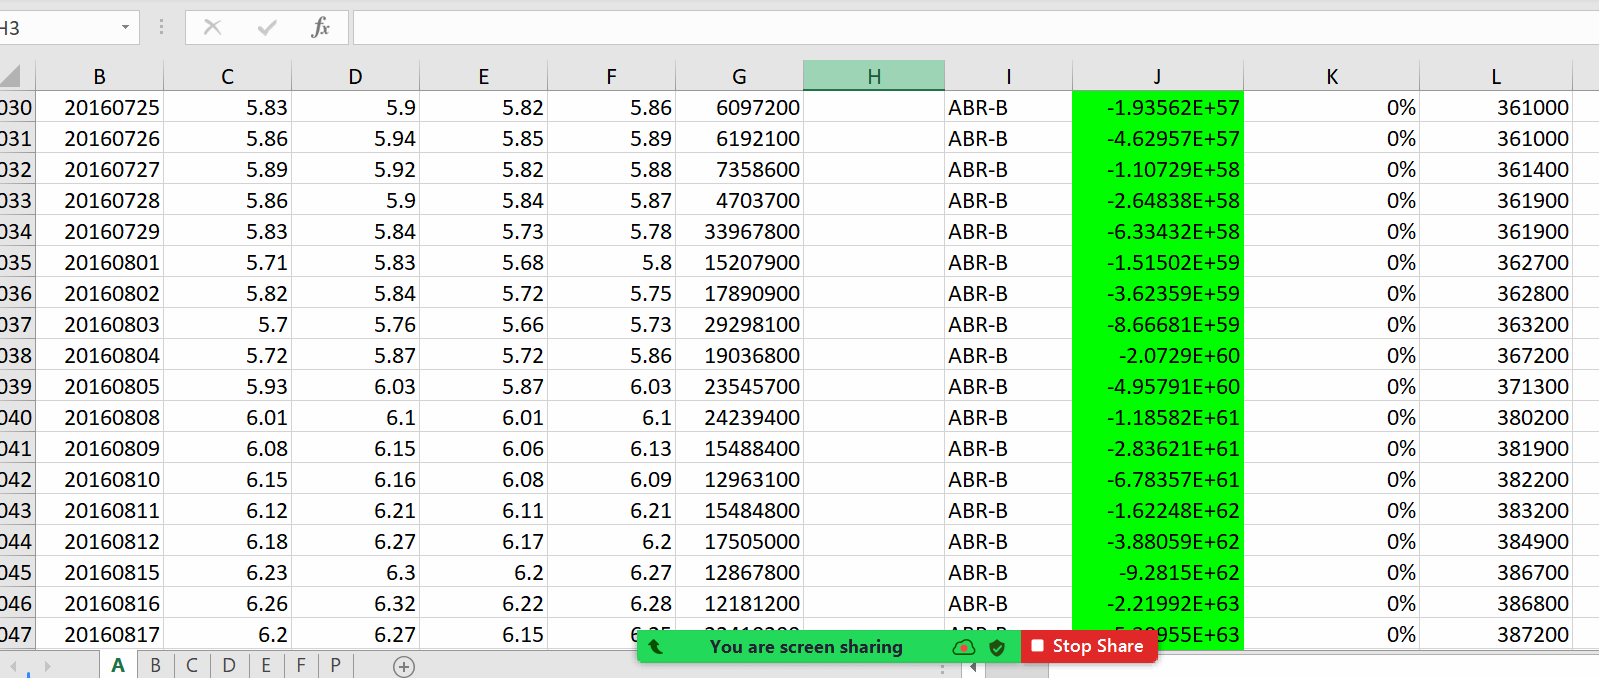 H3 fx
B C D E F G H I J K L
030 20160725 5.83 5.9 5.82 5.86 6097200 ABR-B -1.93562E+57 0% 361000
031 20160726 5.86 5.94 5.85 5.89 6192100 ABR-B -4.62957E+57 0% 361000
032 20160727 5.89 5.92 5.82 5.88 7358600 ABR-B -1.10729E+58 0% 361400
033 20160728 5.86 5.9 5.84 5.87 4703700 ABR-B -2.64838E+58 0% 361900
034 20160729 5.83 5.84 5.73 5.78 33967800 ABR-B -6.33432E+58 0% 361900
035 20160801 5.71 5.83 5.68 5.8 15207900 ABR-B -1.51502E+59 0% 362700
036 20160802 5.82 5.84 5.72 5.75 17890900 ABR-B -3.62359E+59 0% 362800
037 20160803 5.7 5.76 5.66 5.73 29298100 ABR-B -8.66681E+59 0% 363200
038 20160804 5.72 5.87 5.72 5.86 19036800 ABR-B -2.0729E+60 0% 367200
039 20160805 5.93 6.03 5.87 6.03 23545700 ABR-B -4.95791E+60 0% 371300
040 20160808 6.01 6.1 6.01 6.1 24239400 ABR-B -1.18582E+61 0% 380200
041 20160809 6.08 6.15 6.06 6.13 15488400 ABR-B -2.83621E+61 0% 381900
042 20160810 6.15 6.16 6.08 6.09 12963100 ABR-B -6.78357E+61 0% 382200
043 20160811 6.12 6.21 6.11 6.21 15484800 ABR-B -1.62248E+62 0% 383200
044 20160812 6.18 6.27 6.17 6.2 17505000 ABR-B -3.88059E+62 0% 384900
045 20160815 6.23 6.3 6.2 6.27 12867800 ABR-B -9.2815E+62 0% 386700
046 20160816 6.26 6.32 6.22 6.28 12181200 ABR-B -2.21992E+63 0% 386800
047 20160817 6.2 6.27 6.15 ABR-B 0% 387200
You are screen sharing Stop Share
A B C D E F P